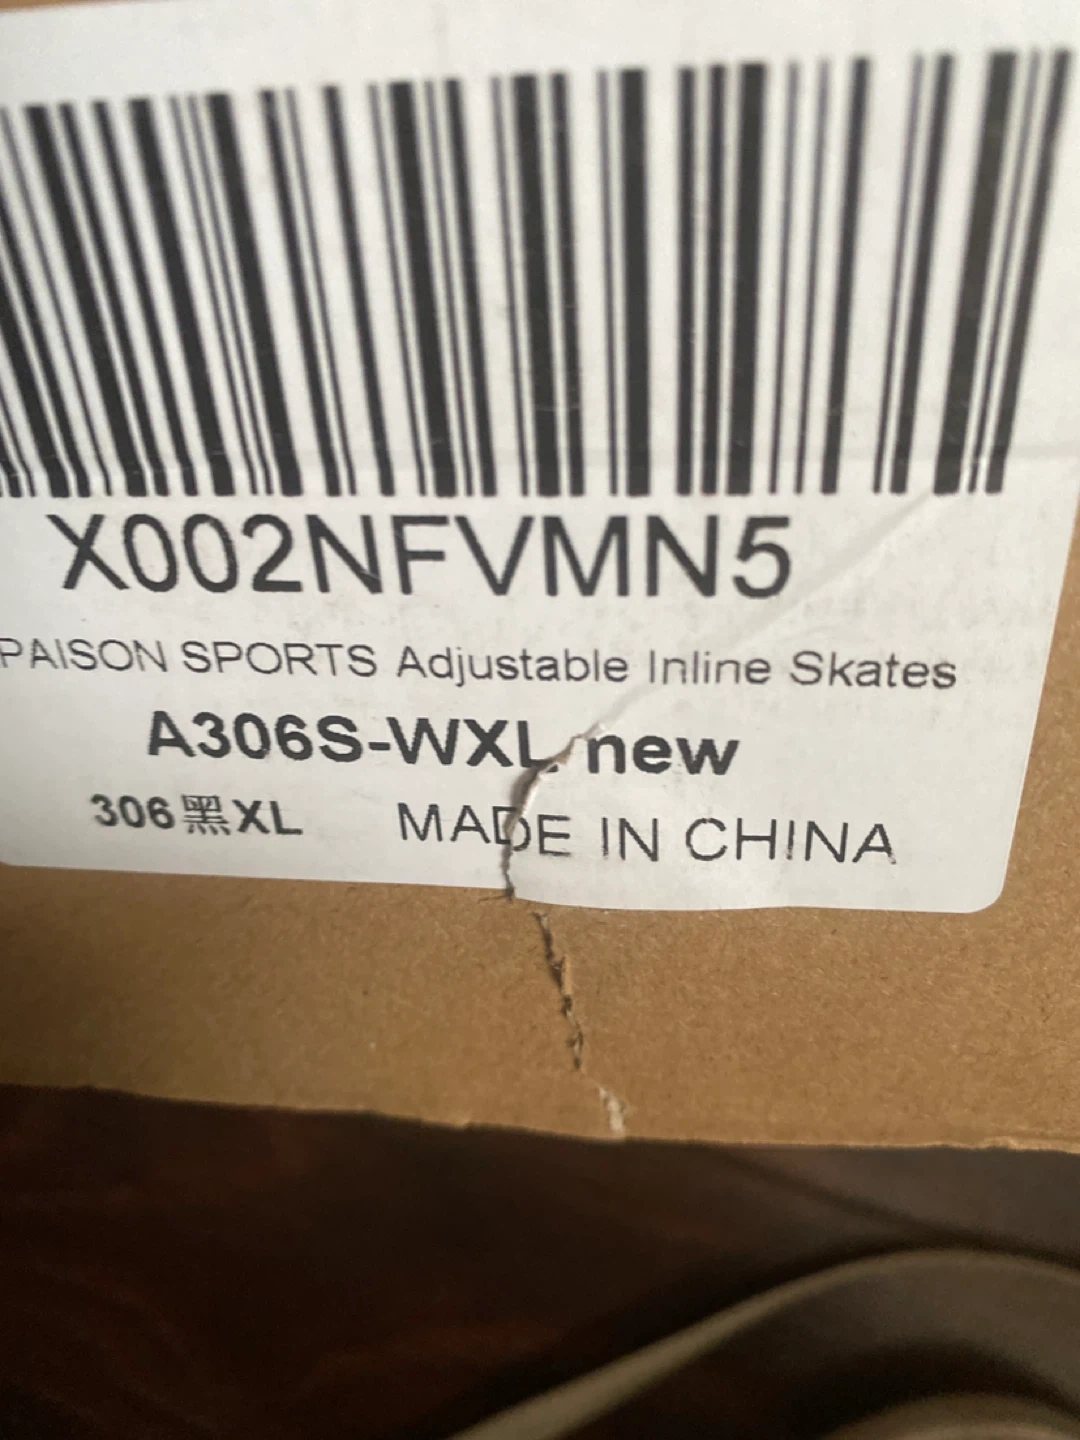 X002NFVMN5
PAISON SPORTS Adjustable Inline Skates
A306S-WXL new
306黑XL MADE IN CHINA